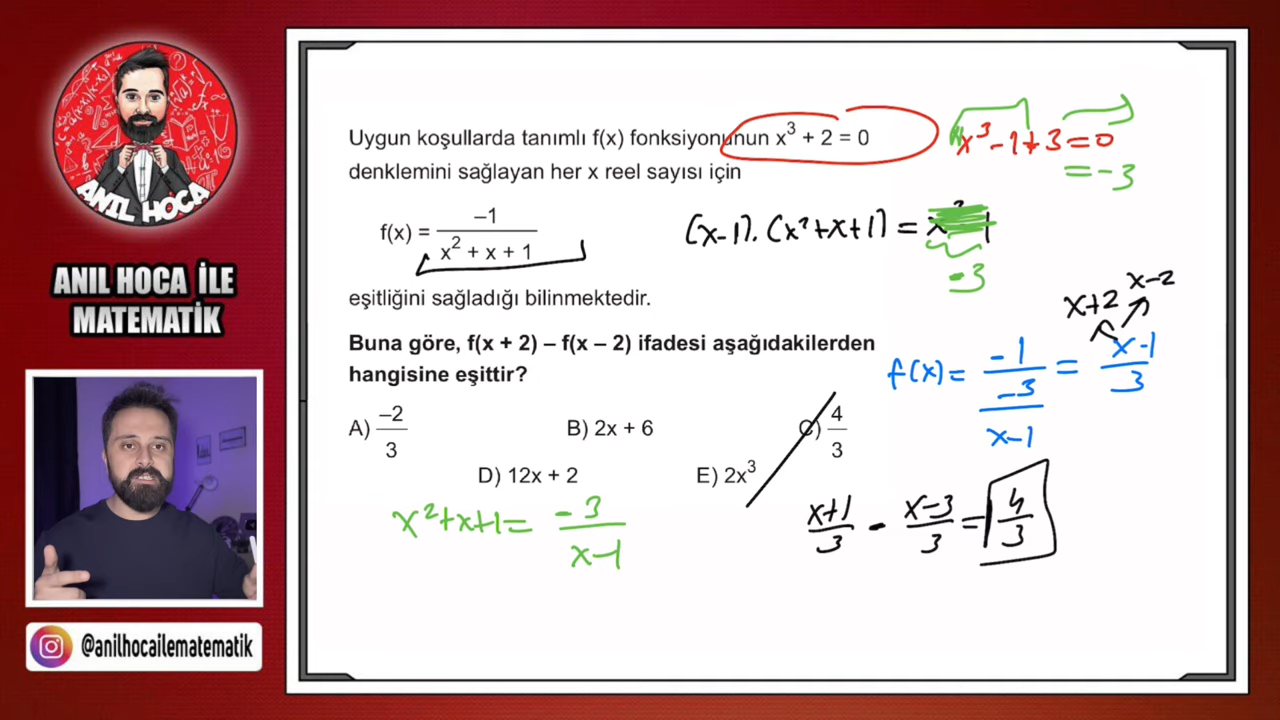 ANIL HOCA
ANIL HOCA İLE
MATEMATİK
@anilhocailematematik
Uygun koşullarda tanımlı f(x) fonksiyonunun x³ + 2 = 0
denklemini sağlayan her x reel sayısı için
f(x) = −1 / x² + x + 1
eşitliğini sağladığı bilinmektedir.
Buna göre, f(x + 2) – f(x – 2) ifadesi aşağıdakilerden
hangisine eşittir?
A) −2/3 B) 2x + 6 C) 4/3
D) 12x + 2 E) 2x³
x³ − 1 + 3 = 0
= −3
(x−1).(x²+x+1) =
−3
x+2 x−2
f(x) = −1 / (−3 / x−1) = x−1 / 3
x²+x+1 = −3 / x−1
x+1 / 3 − x−3 / 3 = 4/3